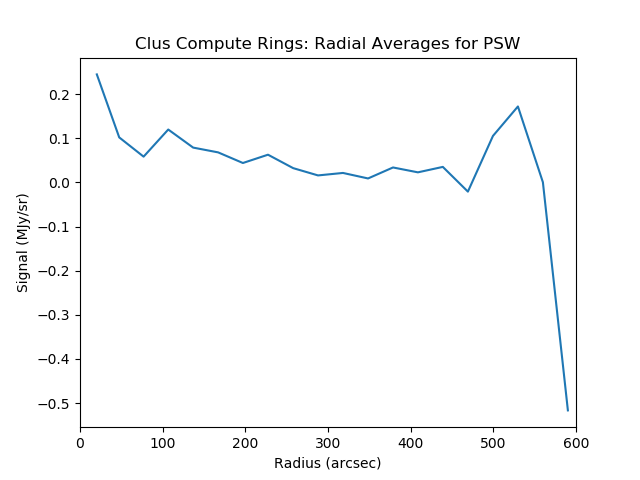 Clus Compute Rings: Radial Averages for PSW
Signal (MJy/sr)
0.2
0.1
0.0
−0.1
−0.2
−0.3
−0.4
−0.5
0 100 200 300 400 500 600
Radius (arcsec)